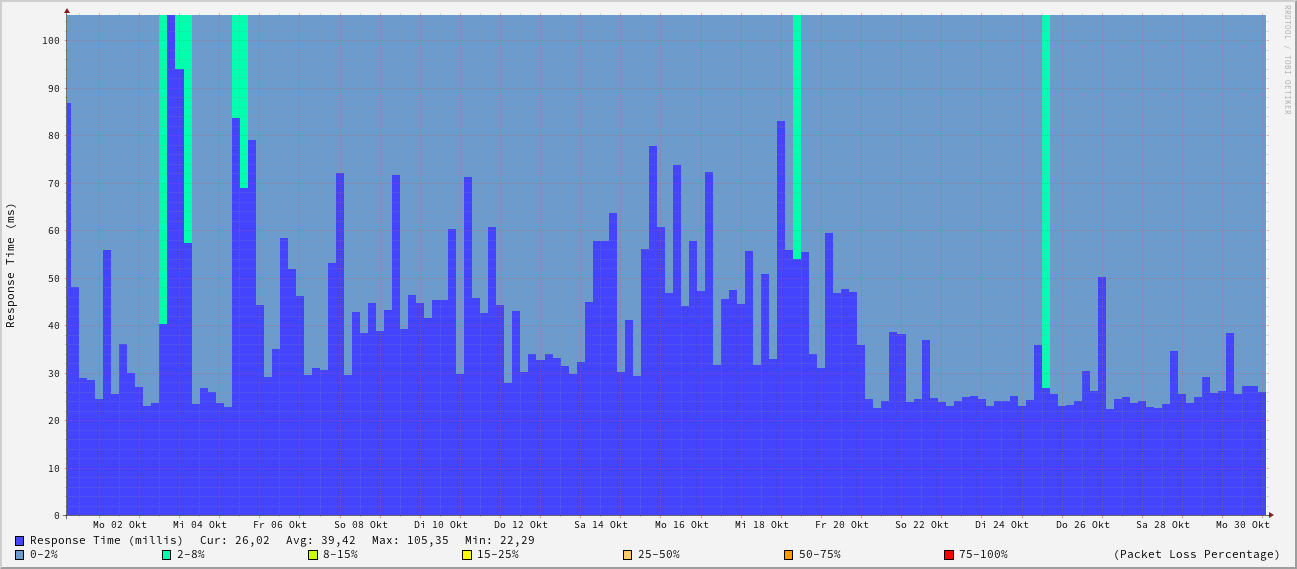 RRDTOOL / TOBI OETIKER
Response Time (ms)
100
90
80
70
60
50
40
30
20
10
0
Mo 02 Okt Mi 04 Okt Fr 06 Okt So 08 Okt Di 10 Okt Do 12 Okt Sa 14 Okt Mo 16 Okt Mi 18 Okt Fr 20 Okt So 22 Okt Di 24 Okt Do 26 Okt Sa 28 Okt Mo 30 Okt
Response Time (millis) Cur: 26,02 Avg: 39,42 Max: 105,35 Min: 22,29
0-2% 2-8% 8-15% 15-25% 25-50% 50-75% 75-100% (Packet Loss Percentage)